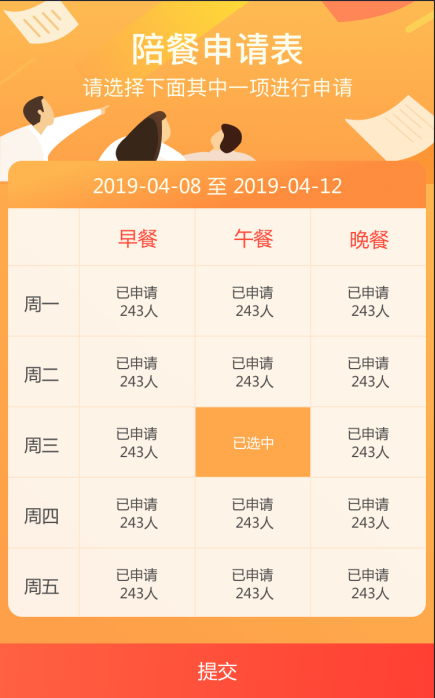 陪餐申请表
请选择下面其中一项进行申请
2019-04-08 至 2019-04-12
早餐 午餐 晚餐
周一
已申请 已申请 已申请
243人 243人 243人
周二
已申请 已申请 已申请
243人 243人 243人
周三
已申请 已选中 已申请
243人 243人
周四
已申请 已申请 已申请
243人 243人 243人
周五
已申请 已申请 已申请
243人 243人 243人
提交